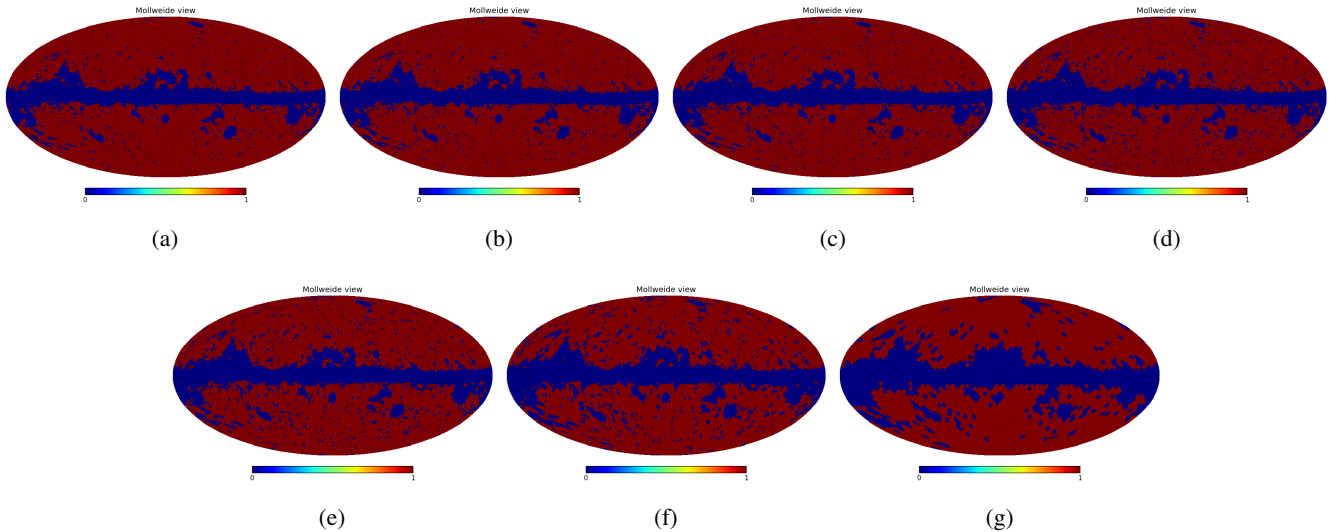 Mollweide view Mollweide view Mollweide view Mollweide view
0 1 0 1 0 1 0 1
(a) (b) (c) (d)
Mollweide view Mollweide view Mollweide view
0 1 0 1 0 1
(e) (f) (g)